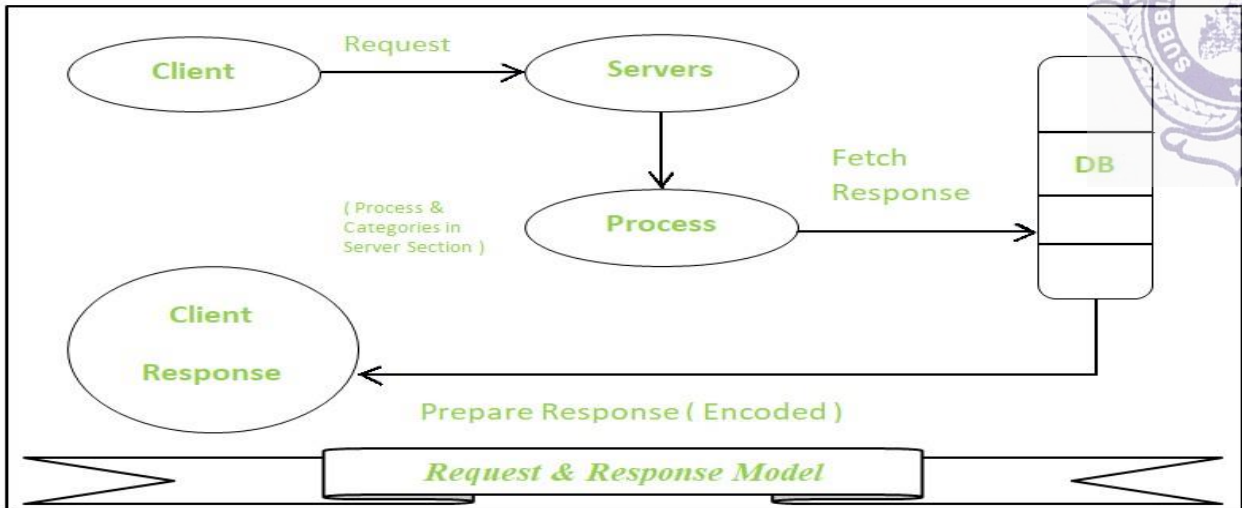 Request
Client
Servers
Fetch
Response
DB
( Process &
Categories in
Server Section )
Process
Client
Response
Prepare Response ( Encoded )
Request & Response Model
SUBB